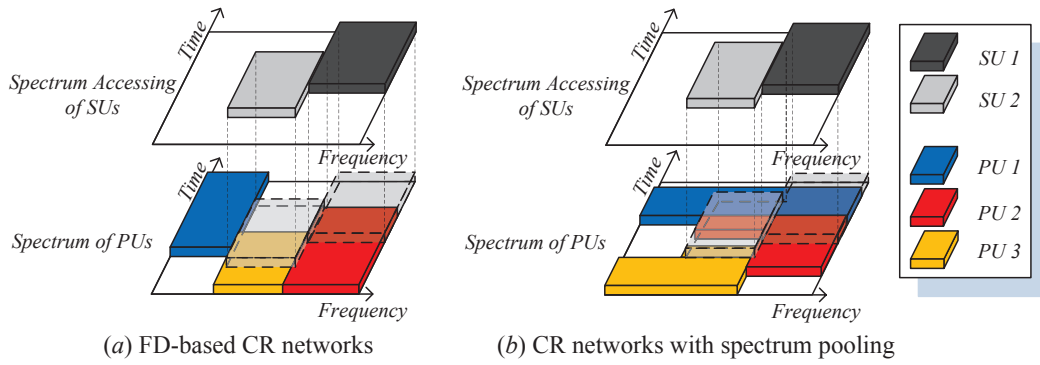 Time
Spectrum Accessing
of SUs
Frequency
Time
Spectrum of PUs
Frequency
(a) FD-based CR networks
Time
Spectrum Accessing
of SUs
Frequency
Time
Spectrum of PUs
Frequency
(b) CR networks with spectrum pooling
SU 1
SU 2
PU 1
PU 2
PU 3